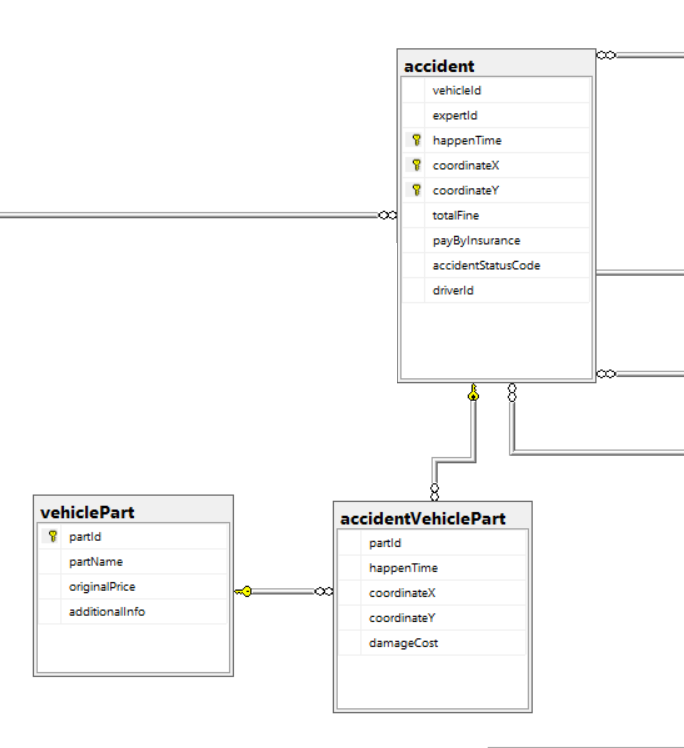 accident
vehicleId
expertId
happenTime
coordinateX
coordinateY
totalFine
payByInsurance
accidentStatusCode
driverId
vehiclePart
partId
partName
originalPrice
additionalInfo
accidentVehiclePart
partId
happenTime
coordinateX
coordinateY
damageCost